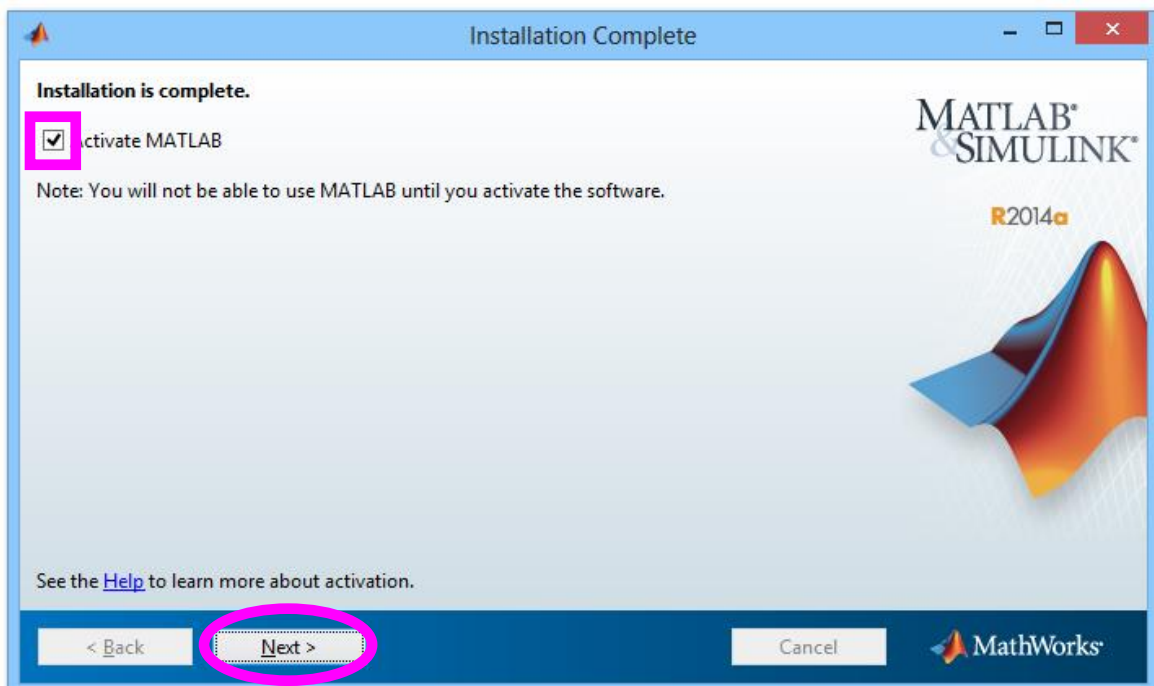 Installation Complete
Installation is complete.
ctivate MATLAB
Note: You will not be able to use MATLAB until you activate the software.
MATLAB®
&SIMULINK®
R2014a
See the Help to learn more about activation.
< Back
Next >
Cancel
MathWorks®